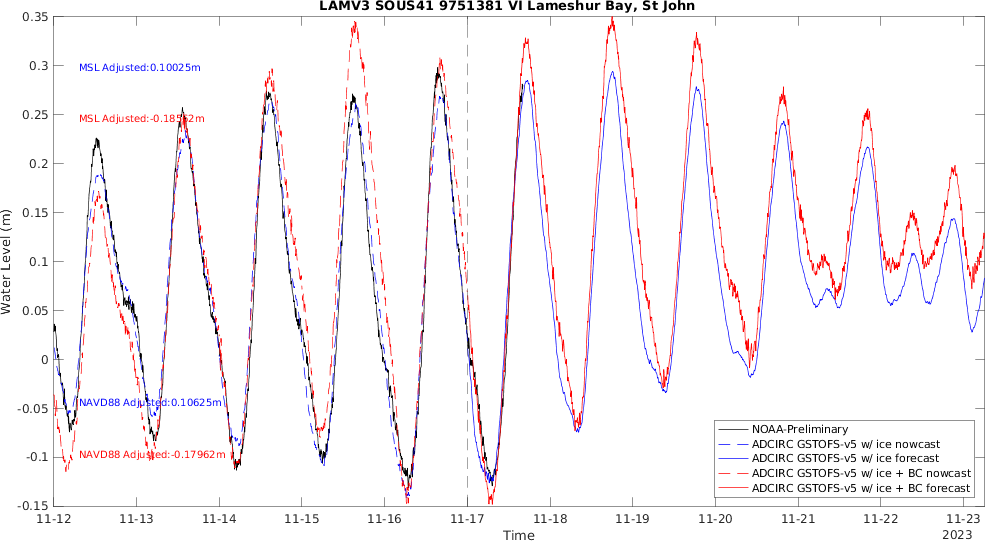 LAMV3 SOUS41 9751381 VI Lameshur Bay, St John
0.35
0.3
0.25
0.2
0.15
0.1
0.05
0
-0.05
-0.1
-0.15
Water Level (m)
MSL Adjusted:0.10025m
MSL Adjusted:-0.18562m
NAVD88 Adjusted:0.10625m
NAVD88 Adjusted:-0.17962m
NOAA-Preliminary
ADCIRC GSTOFS-v5 w/ ice nowcast
ADCIRC GSTOFS-v5 w/ ice forecast
ADCIRC GSTOFS-v5 w/ ice + BC nowcast
ADCIRC GSTOFS-v5 w/ ice + BC forecast
11-12 11-13 11-14 11-15 11-16 11-17 11-18 11-19 11-20 11-21 11-22 11-23
Time
2023